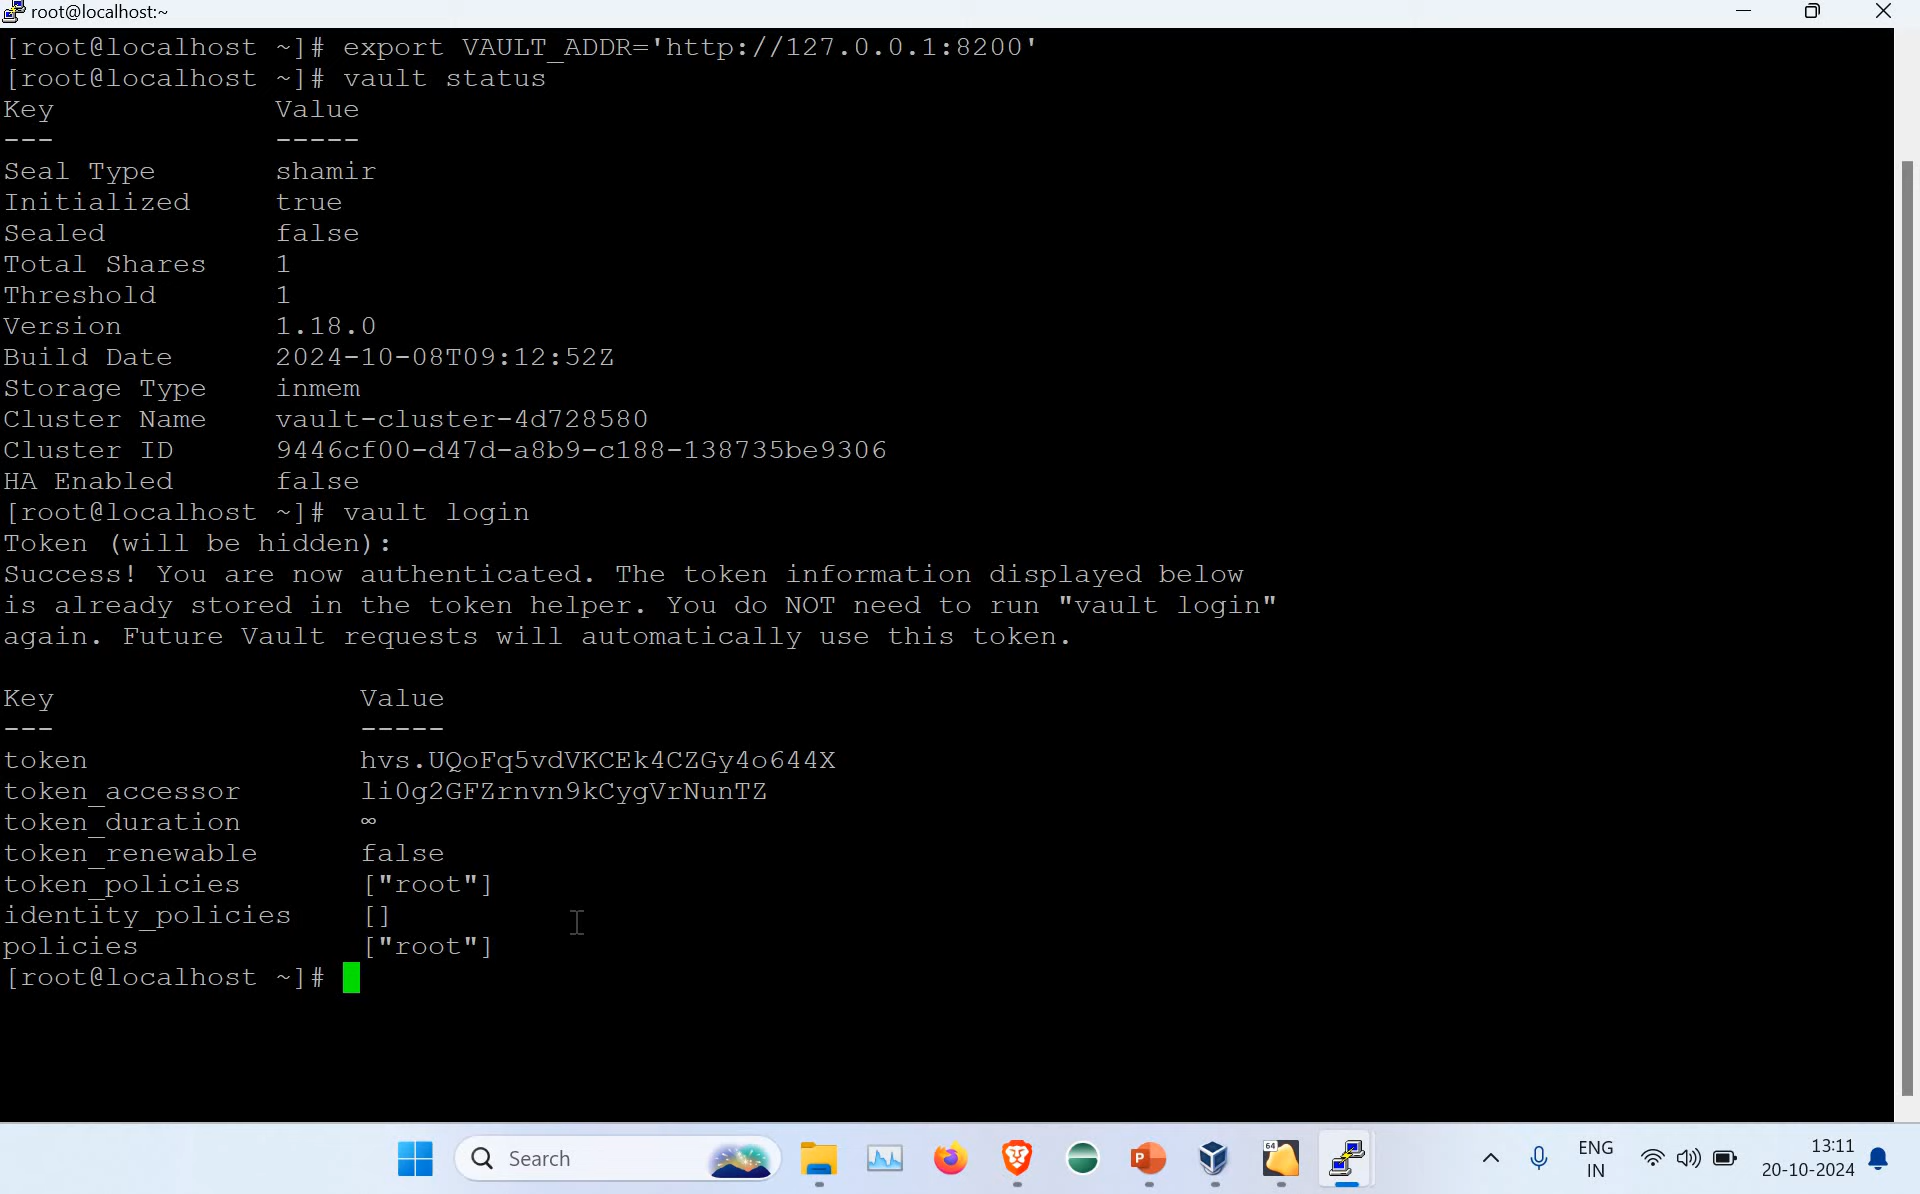 root@localhost:~
[root@localhost ~]# export VAULT_ADDR='http://127.0.0.1:8200'
[root@localhost ~]# vault status
Key Value
--- -----
Seal Type shamir
Initialized true
Sealed false
Total Shares 1
Threshold 1
Version 1.18.0
Build Date 2024-10-08T09:12:52Z
Storage Type inmem
Cluster Name vault-cluster-4d728580
Cluster ID 9446cf00-d47d-a8b9-c188-138735be9306
HA Enabled false
[root@localhost ~]# vault login
Token (will be hidden):
Success! You are now authenticated. The token information displayed below
is already stored in the token helper. You do NOT need to run "vault login"
again. Future Vault requests will automatically use this token.
Key Value
--- -----
token hvs.UQoFq5vdVKCEk4CZGy4o644X
token_accessor li0g2GFZrnvn9kCygVrNunTZ
token_duration ∞
token_renewable false
token_policies ["root"]
identity_policies []
policies ["root"]
[root@localhost ~]#
Search
64
P
ENG
IN
13:11
20-10-2024